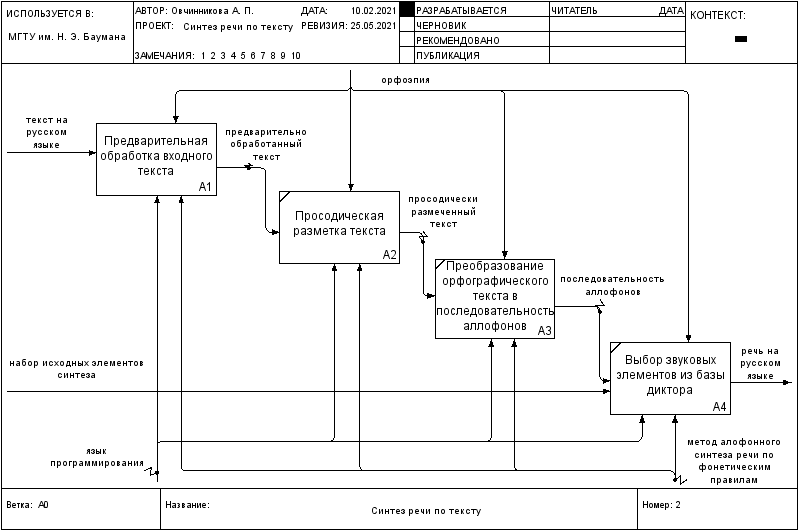 ИСПОЛЬЗУЕТСЯ В:
МГТУ им. Н. Э. Баумана
АВТОР: Овчинникова А. П.
ДАТА: 10.02.2021
ПРОЕКТ: Синтез речи по тексту
РЕВИЗИЯ: 25.05.2021
ЗАМЕЧАНИЯ: 1 2 3 4 5 6 7 8 9 10
РАЗРАБАТЫВАЕТСЯ
ЧЕРНОВИК
РЕКОМЕНДОВАНО
ПУБЛИКАЦИЯ
ЧИТАТЕЛЬ
ДАТА
КОНТЕКСТ:
орфоэпия
текст на
русском
языке
Предварительная
обработка входного
текста
A1
предварительно
обработанный
текст
Просодическая
разметка текста
A2
просодически
размеченный
текст
Преобразование
орфографического
текста в
последовательность
аллофонов
A3
последовательность
аллофонов
Выбор звуковых
элементов из базы
диктора
A4
речь на
русском
языке
набор исходных элементов
синтеза
язык
программирования
метод алофонного
синтеза речи по
фонетическим
правилам
Ветка: A0
Название:
Синтез речи по тексту
Номер: 2